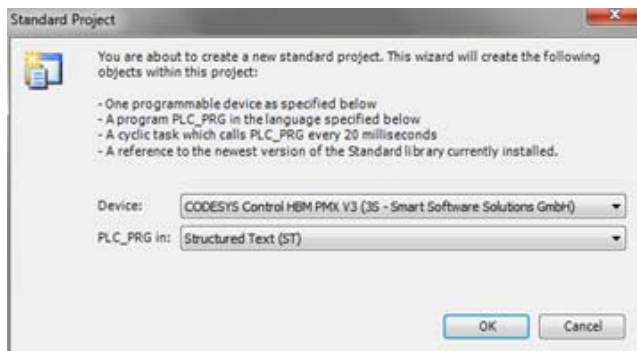 Standard Project
You are about to create a new standard project. This wizard will create the following
objects within this project:
- One programmable device as specified below
- A program PLC_PRG in the language specified below
- A cyclic task which calls PLC_PRG every 20 milliseconds
- A reference to the newest version of the Standard library currently installed.
Device: CODESYS Control HBM PMX V3 (3S - Smart Software Solutions GmbH)
PLC_PRG in: Structured Text (ST)
OK Cancel